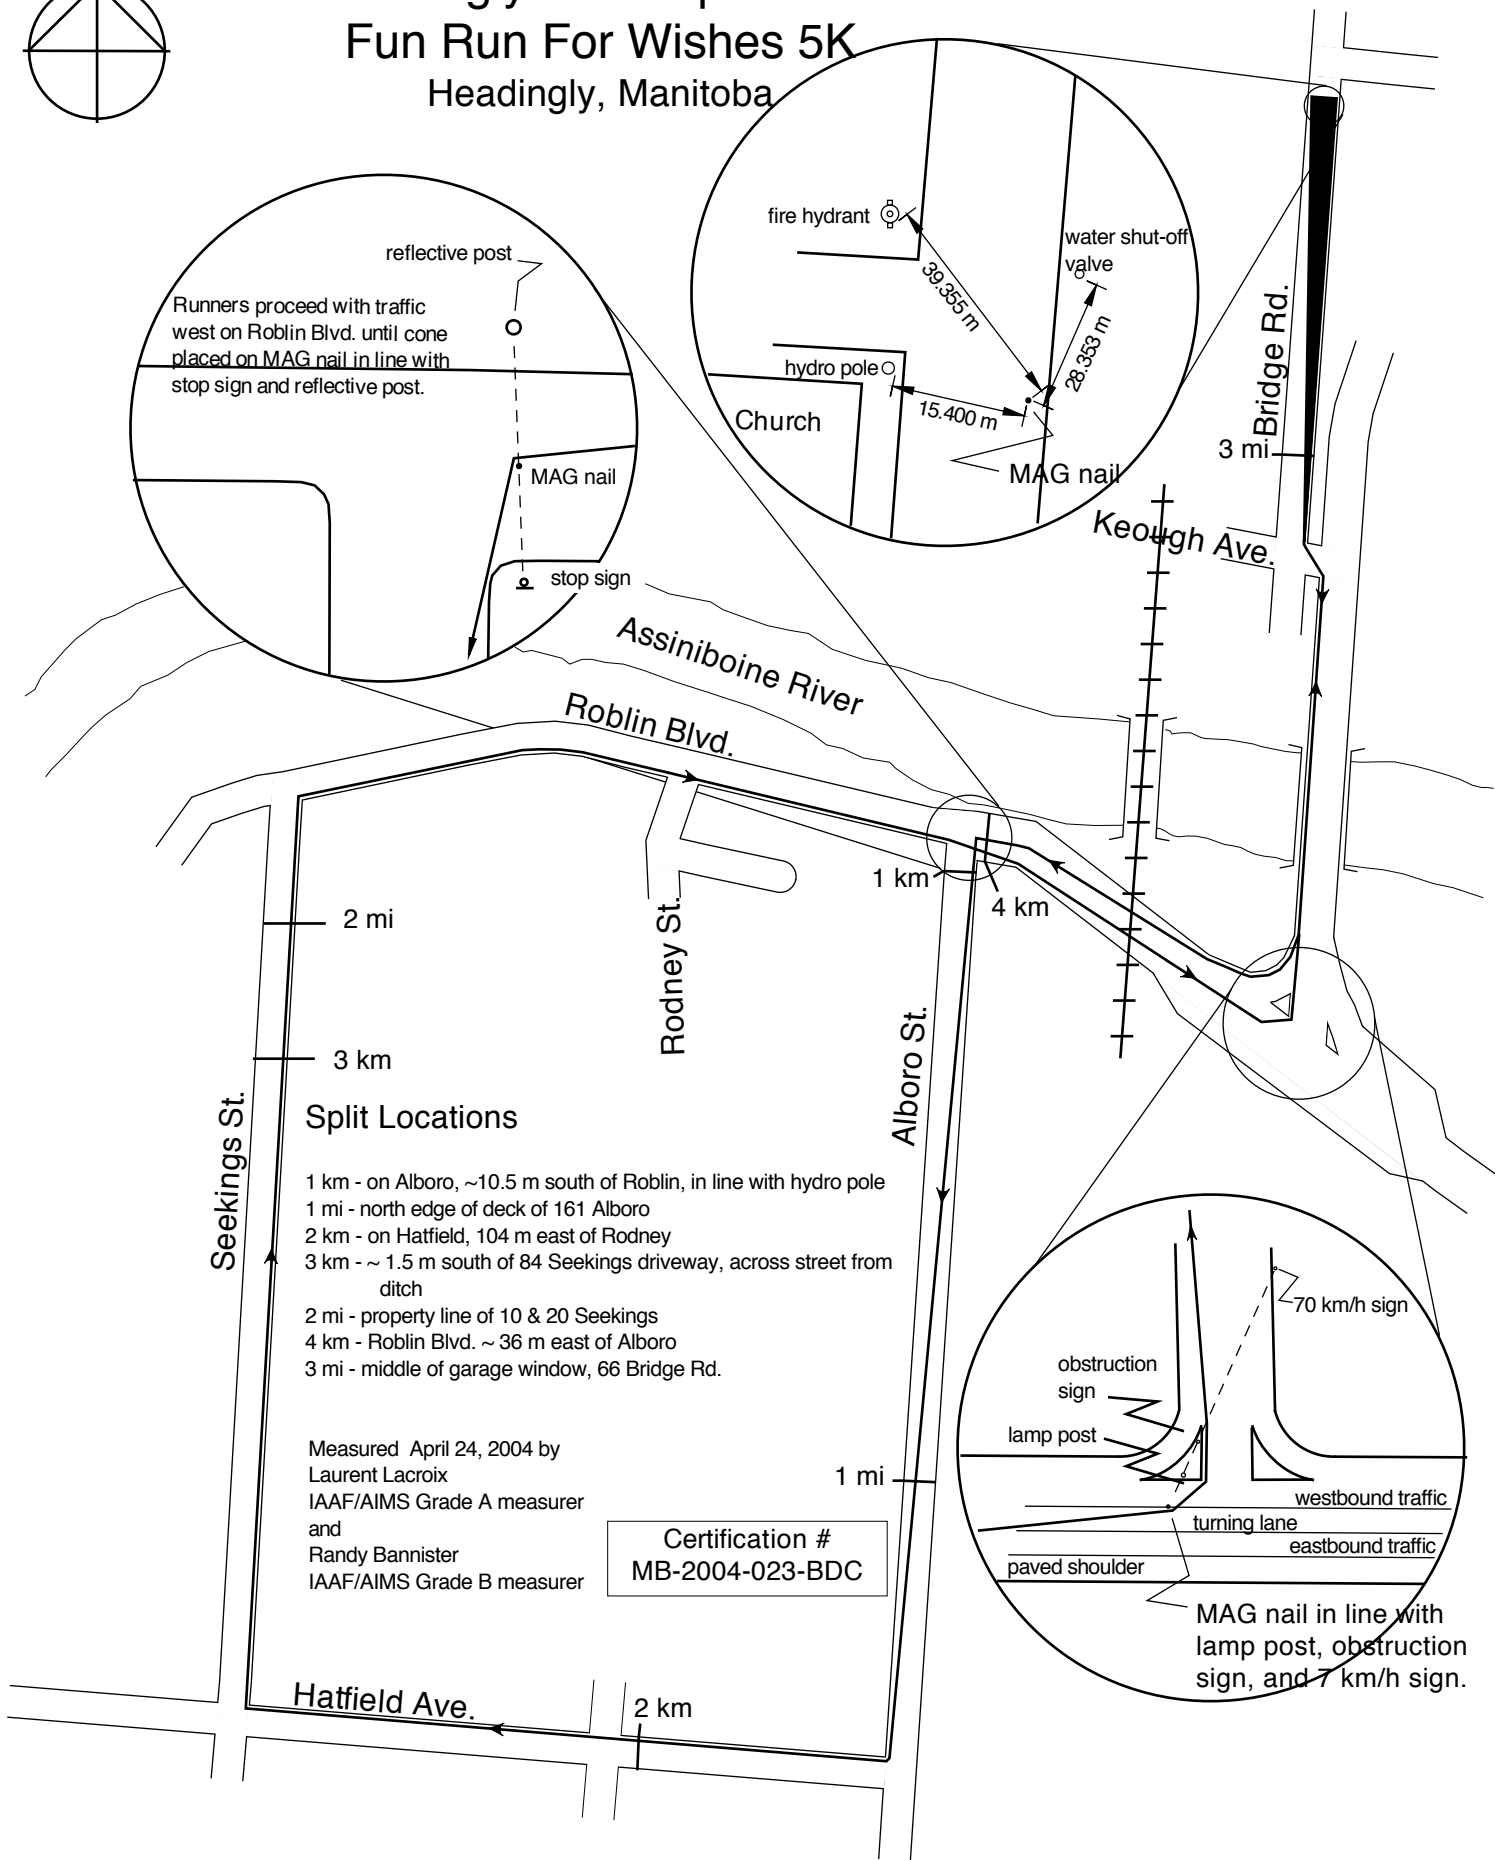 Fun Run For Wishes 5K
Headingly, Manitoba
fire hydrant
water shut-off
valve
39.355 m
28.353 m
hydro pole
15.400 m
Church
MAG nail
reflective post
Runners proceed with traffic
west on Roblin Blvd. until cone
placed on MAG nail in line with
stop sign and reflective post.
MAG nail
stop sign
Bridge Rd.
3 mi
Keough Ave.
Assiniboine River
Roblin Blvd.
1 km
4 km
2 mi
Rodney St.
3 km
Alboro St.
Seekings St.
Split Locations
1 km - on Alboro, ~10.5 m south of Roblin, in line with hydro pole
1 mi - north edge of deck of 161 Alboro
2 km - on Hatfield, 104 m east of Rodney
3 km - ~ 1.5 m south of 84 Seekings driveway, across street from
ditch
2 mi - property line of 10 & 20 Seekings
4 km - Roblin Blvd. ~ 36 m east of Alboro
3 mi - middle of garage window, 66 Bridge Rd.
Measured April 24, 2004 by
Laurent Lacroix
IAAF/AIMS Grade A measurer
and
Randy Bannister
IAAF/AIMS Grade B measurer
Certification #
MB-2004-023-BDC
1 mi
70 km/h sign
obstruction
sign
lamp post
westbound traffic
turning lane
eastbound traffic
paved shoulder
MAG nail in line with
lamp post, obstruction
sign, and 7 km/h sign.
Hatfield Ave.
2 km